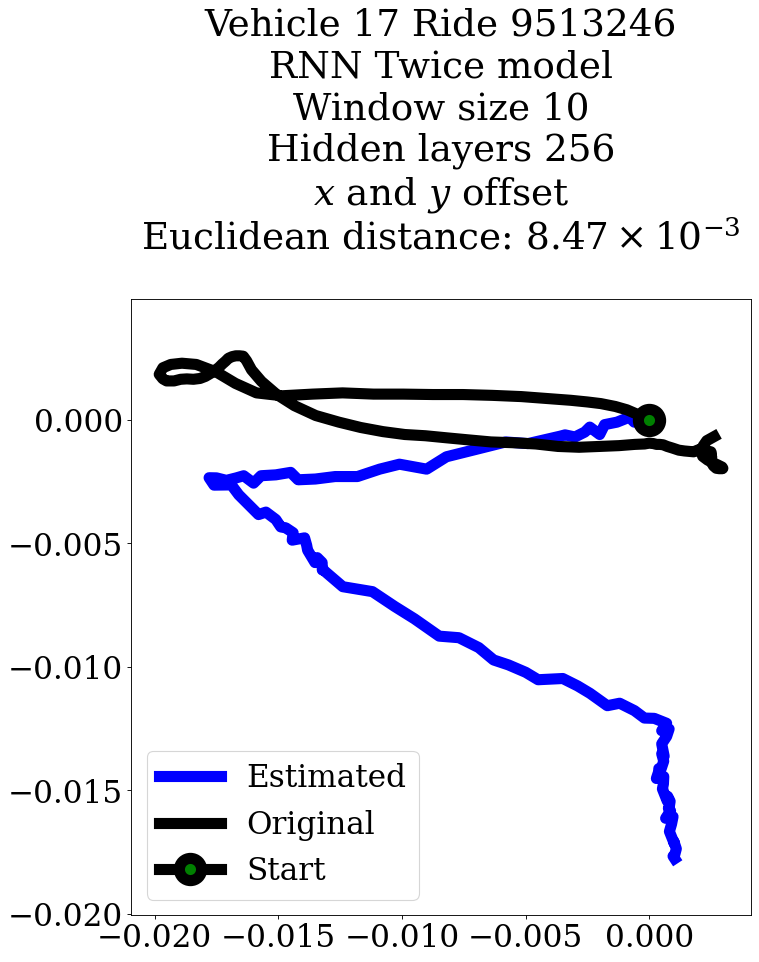 Vehicle 17 Ride 9513246
RNN Twice model
Window size 10
Hidden layers 256
x and y offset
Euclidean distance: 8.47 × 10⁻³
0.000
−0.005
−0.010
−0.015
−0.020
Estimated
Original
Start
−0.020 −0.015 −0.010 −0.005 0.000